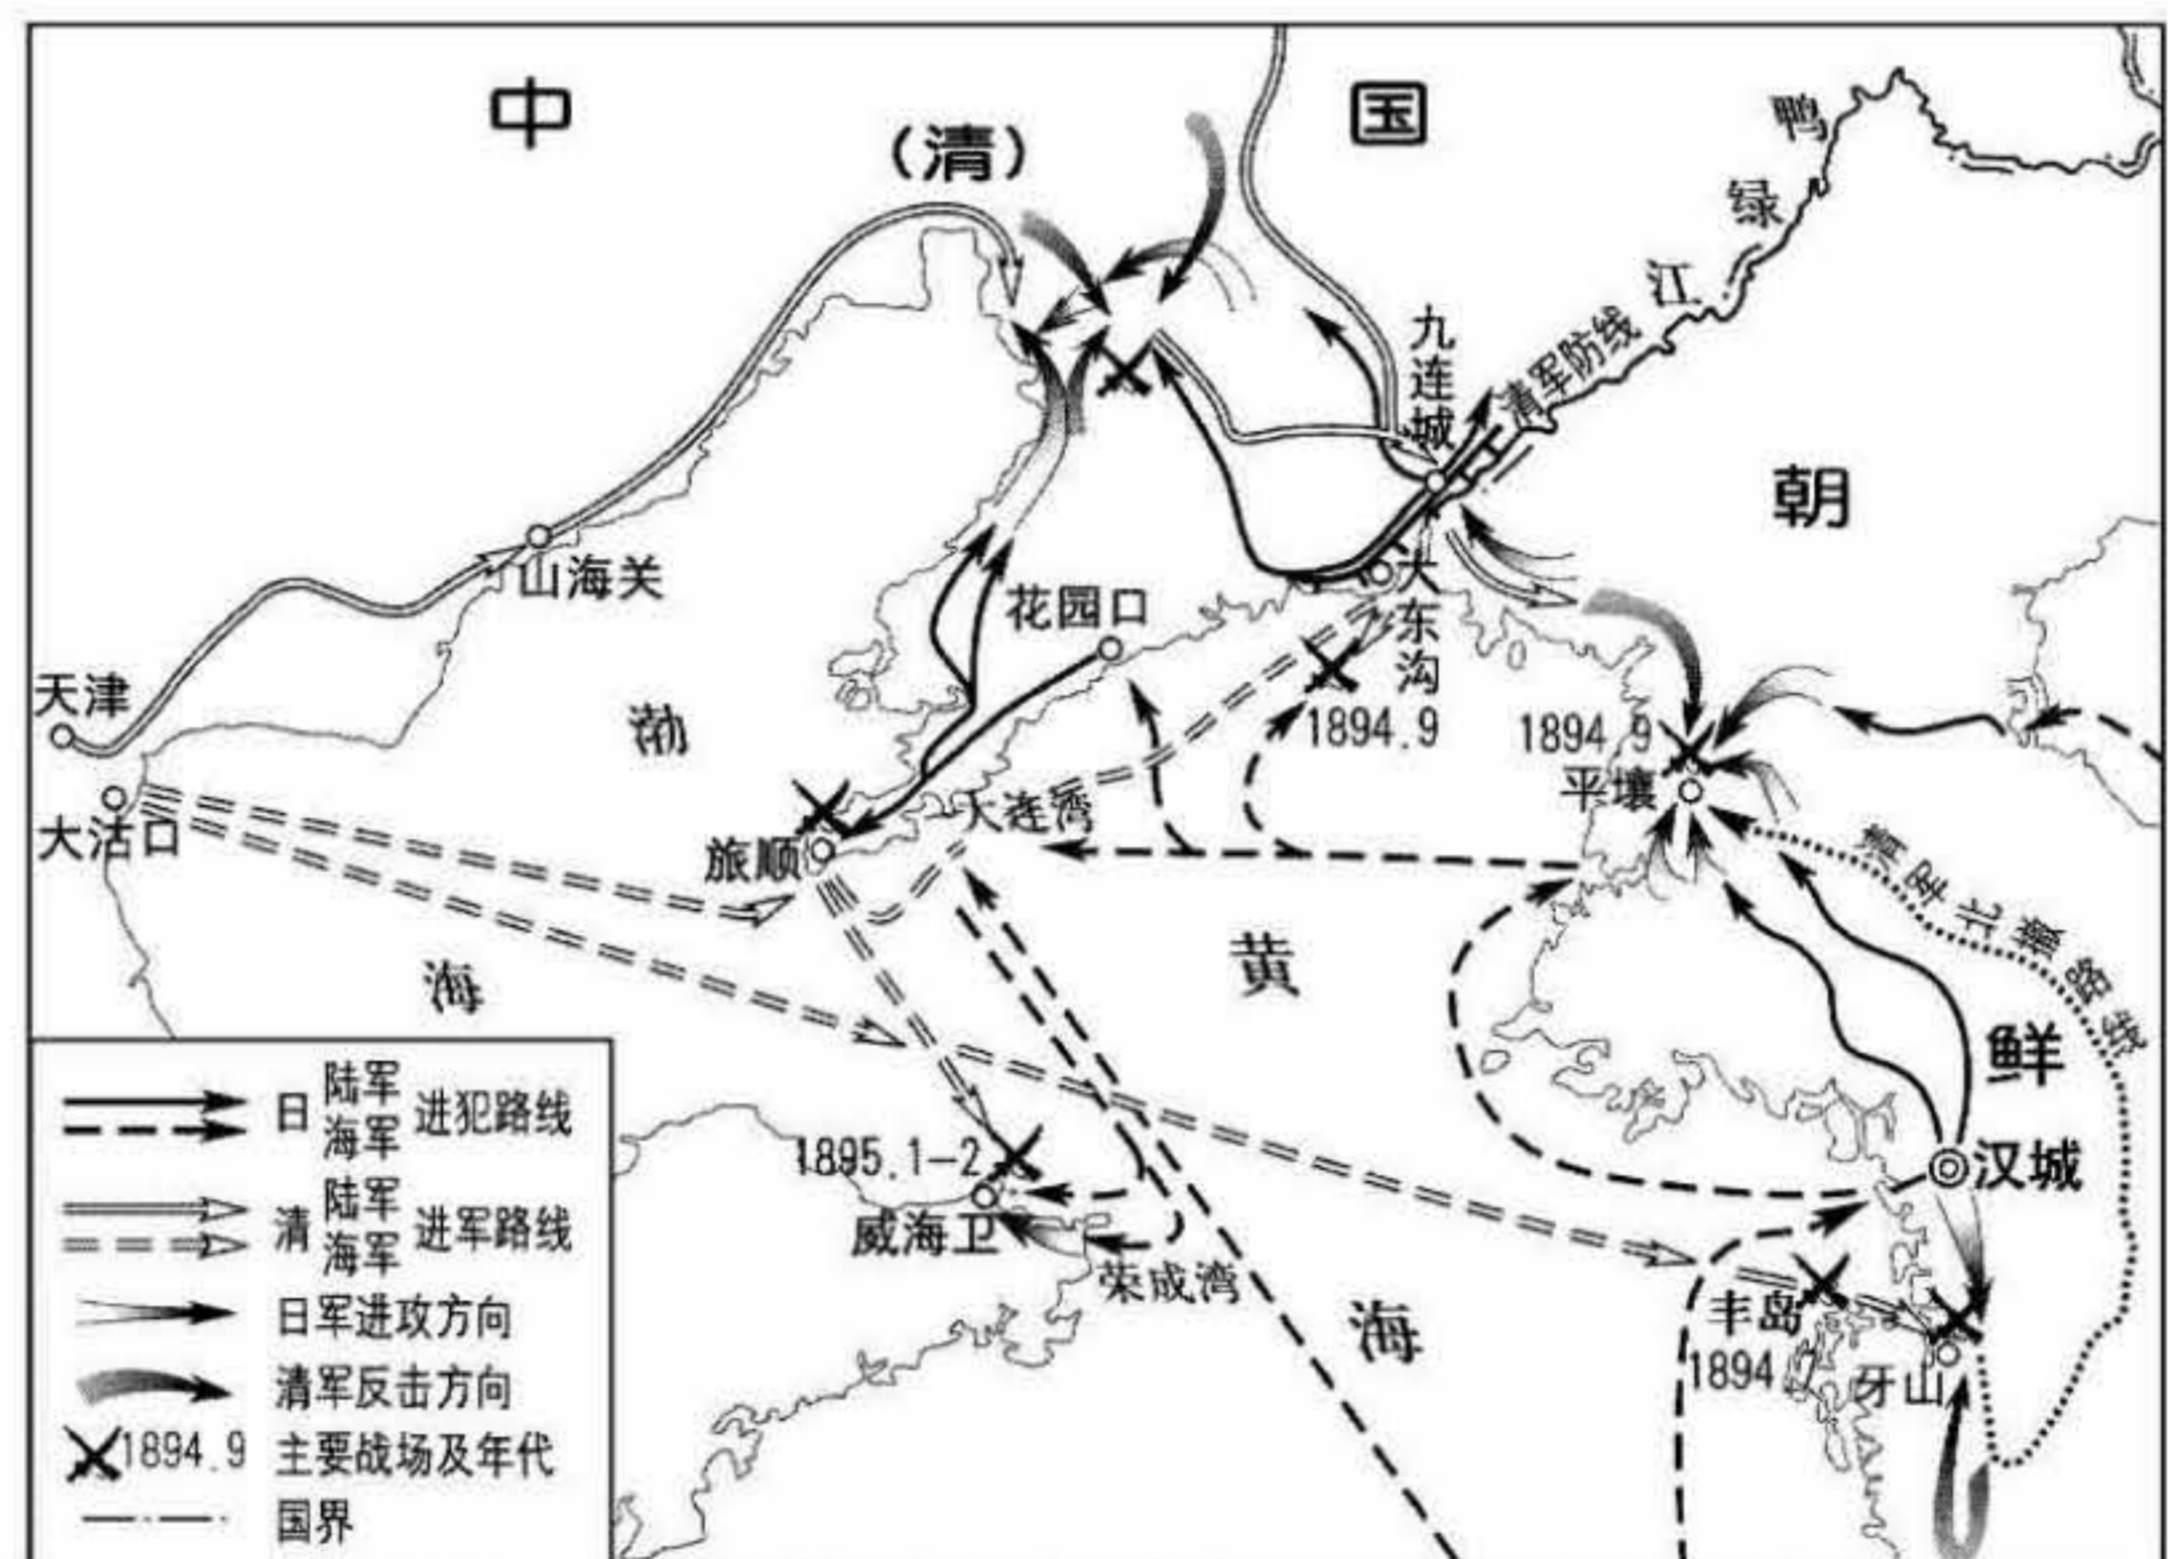 中国
(清)
鸭绿江
清军防线
九连城
朝鲜
山海关
花园口
大东沟
1894.9
天津
渤海
1894.9
平壤
大沽口
大连湾
旅顺
清军北撤路线
黄海
汉城
1895.1-2
威海卫
荣成湾
丰岛
1894
牙山
日 陆军 海军 进犯路线
清 陆军 海军 进军路线
日军进攻方向
清军反击方向
1894.9 主要战场及年代
国界